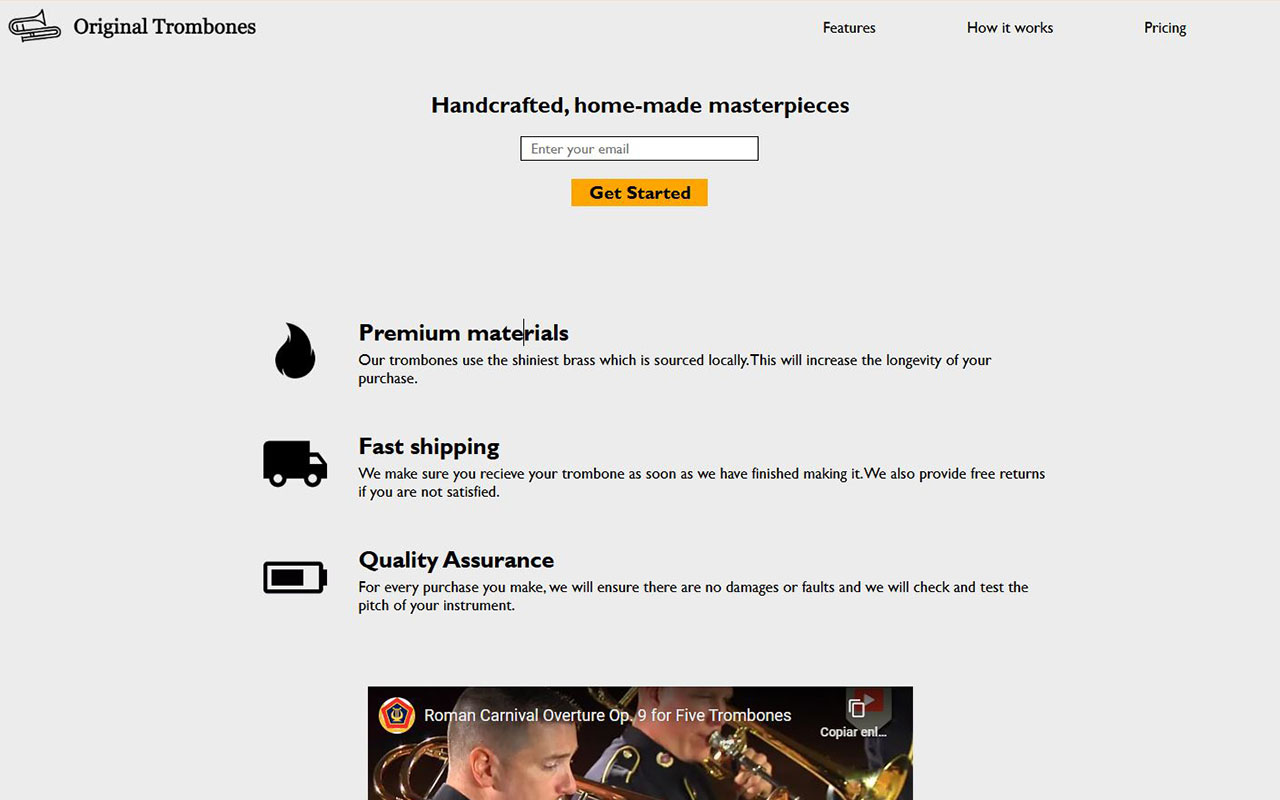 Original Trombones
Features
How it works
Pricing
Handcrafted, home-made masterpieces
Enter your email
Get Started
Premium materials
Our trombones use the shiniest brass which is sourced locally.This will increase the longevity of your
purchase.
Fast shipping
We make sure you recieve your trombone as soon as we have finished making it.We also provide free returns
if you are not satisfied.
Quality Assurance
For every purchase you make, we will ensure there are no damages or faults and we will check and test the
pitch of your instrument.
Roman Carnival Overture Op. 9 for Five Trombones
Copiar enl...